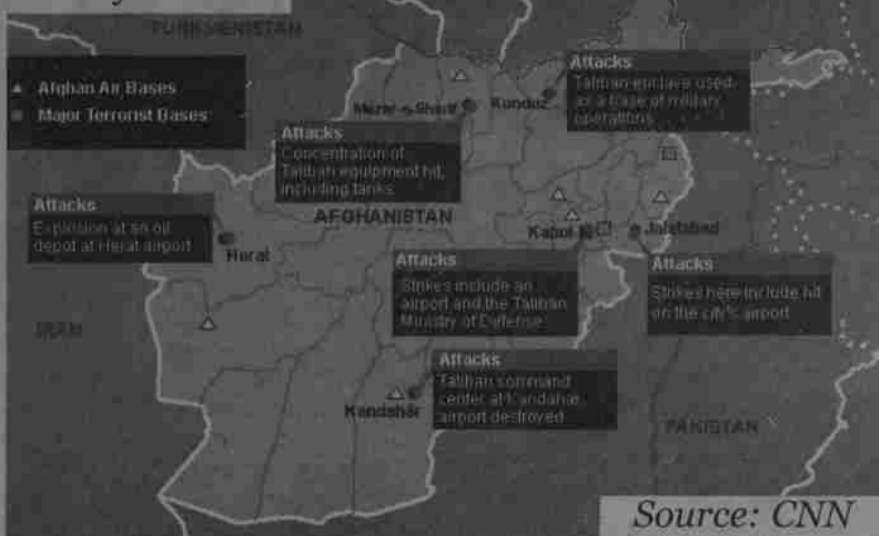 TURKMENISTAN
Afghan Air Bases
Major Terrorist Bases
Attacks
Taliban enclave used
as a base of military
operations
Mazar-e-Sharif
Kunduz
Attacks
Concentration of
Taliban equipment hit,
including tanks
Attacks
Explosion at an oil
depot at Herat airport
AFGHANISTAN
Herat
Kabul
Jalalabad
Attacks
Strikes include an
airport and the Taliban
Ministry of Defense
Attacks
Strikes here include hit
on the city's airport
IRAN
Attacks
Taliban command
center at Kandahar
airport destroyed
Kandahar
PAKISTAN
Source: CNN